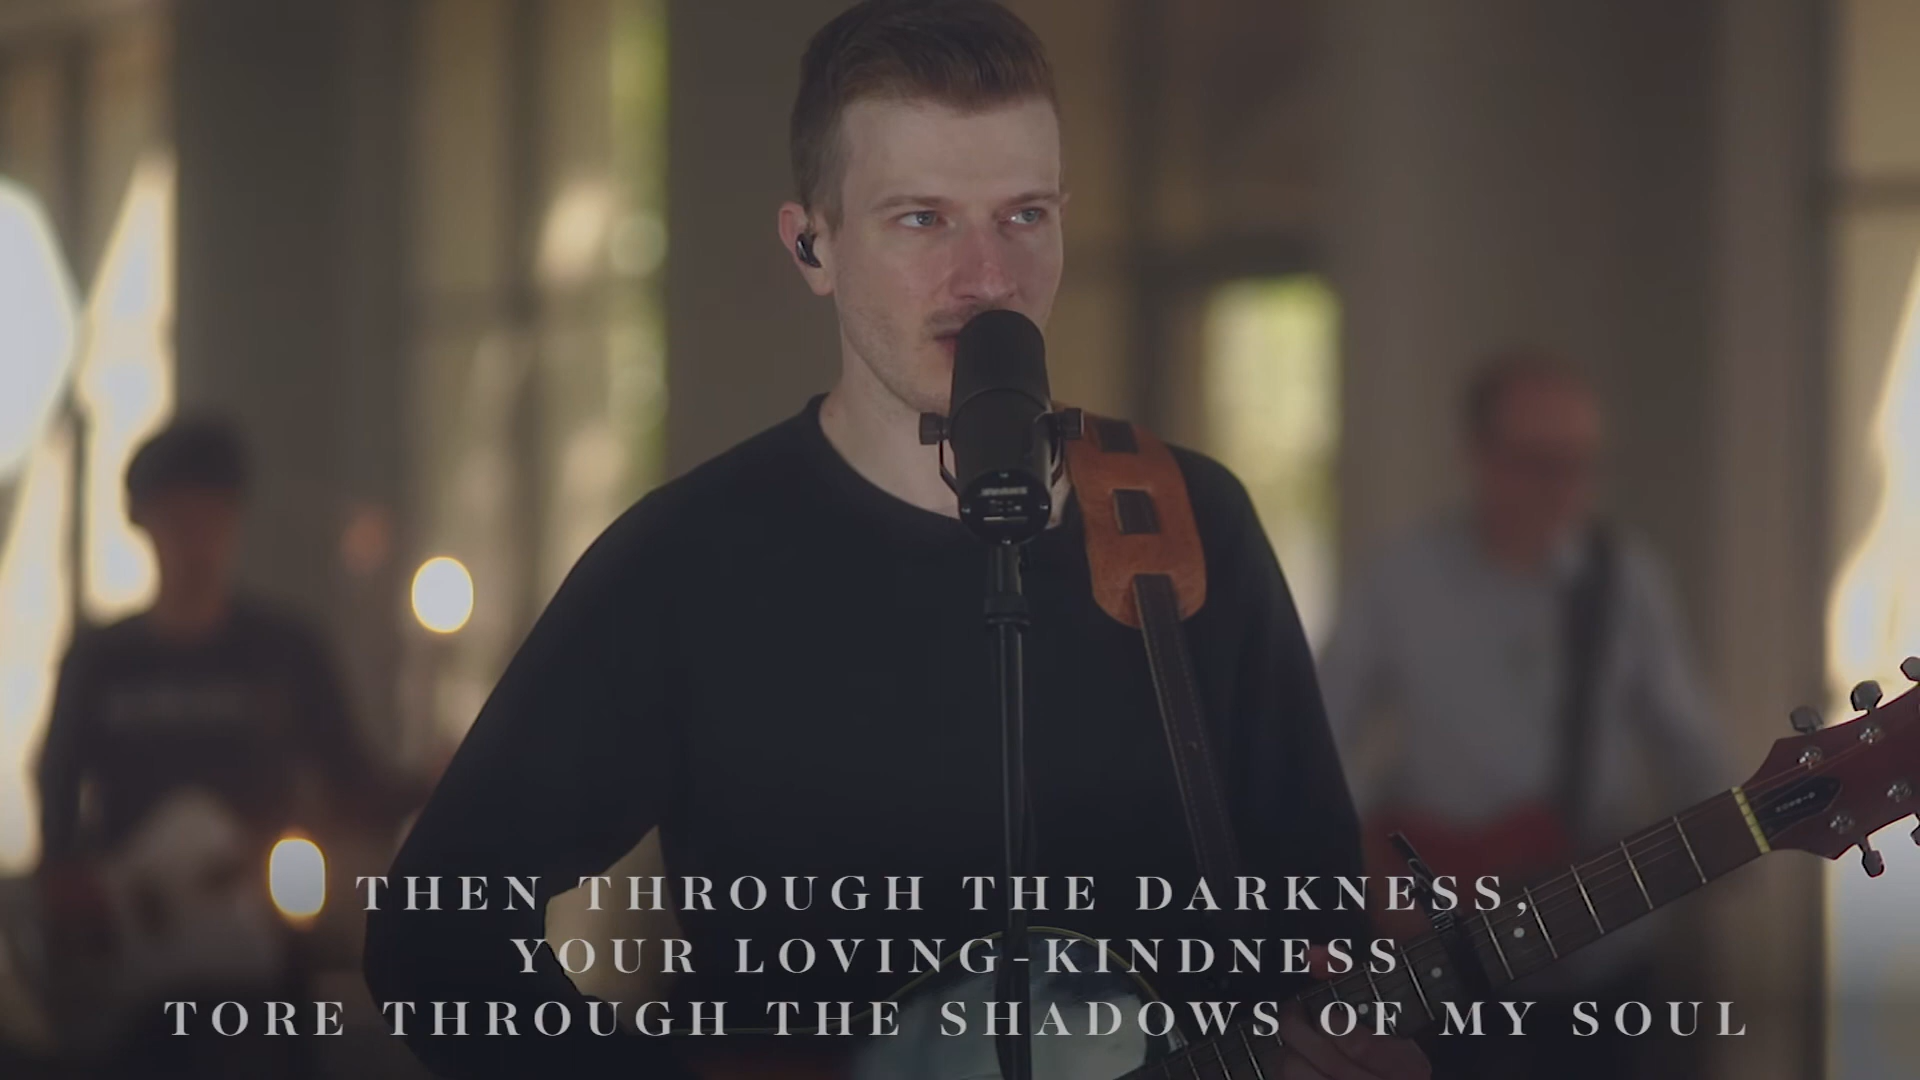 THEN THROUGH THE DARKNESS,
YOUR LOVING-KINDNESS
TORE THROUGH THE SHADOWS OF MY SOUL